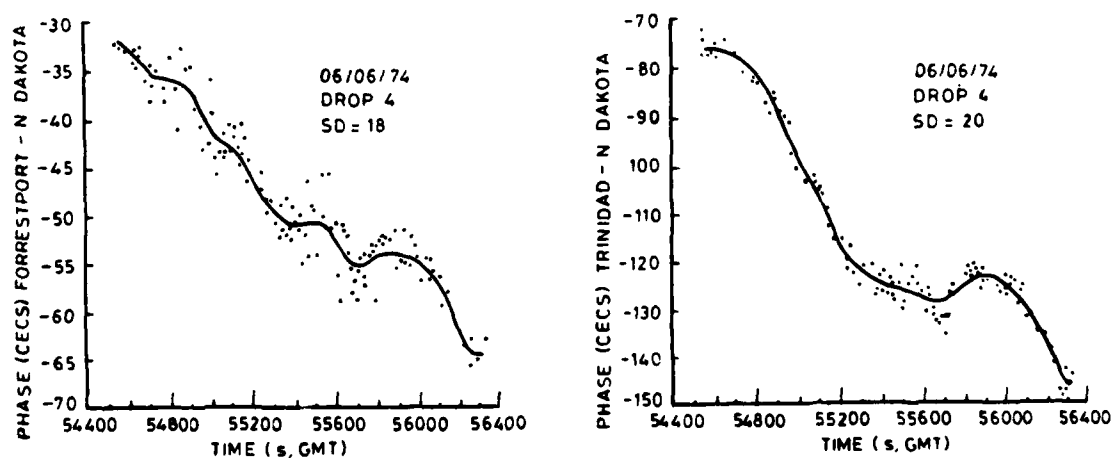 PHASE (CECS) FORRESTPORT - N DAKOTA
-30
-35
-40
-45
-50
-55
-60
-65
-70
06/06/74
DROP 4
SD = 18
54400 54800 55200 55600 56000 56400
TIME (s, GMT)
PHASE (CECS) TRINIDAD - N DAKOTA
-70
-80
-90
100
-110
-120
-130
-140
-150
06/06/74
DROP 4
SD = 20
54400 54800 55200 55600 56000 56400
TIME (s, GMT)